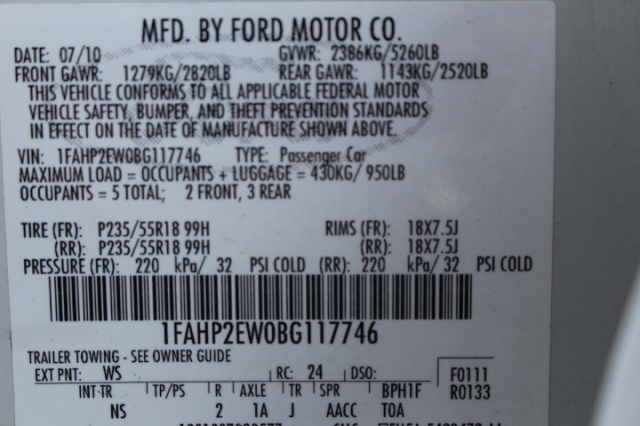 MFD. BY FORD MOTOR CO.
DATE: 07/10 GVWR: 2386KG/5260LB
FRONT GAWR: 1279KG/2820LB REAR GAWR: 1143KG/2520LB
THIS VEHICLE CONFORMS TO ALL APPLICABLE FEDERAL MOTOR
VEHICLE SAFETY, BUMPER, AND THEFT PREVENTION STANDARDS
IN EFFECT ON THE DATE OF MANUFACTURE SHOWN ABOVE.
VIN: 1FAHP2EW0BG117746 TYPE: Passenger Car
MAXIMUM LOAD = OCCUPANTS + LUGGAGE = 430KG/ 950LB
OCCUPANTS = 5 TOTAL; 2 FRONT, 3 REAR
TIRE (FR): P235/55R18 99H RIMS (FR): 18X7.5J
(RR): P235/55R18 99H (RR): 18X7.5J
PRESSURE (FR): 220 kPa/ 32 PSI COLD (RR): 220 kPa/ 32 PSI COLD
1FAHP2EW0BG117746
TRAILER TOWING - SEE OWNER GUIDE
EXT PNT: WS RC: 24 DSO: F0111
INT TR TP/PS R AXLE TR SPR BPH1F R0133
NS 2 1A J AACC TOA